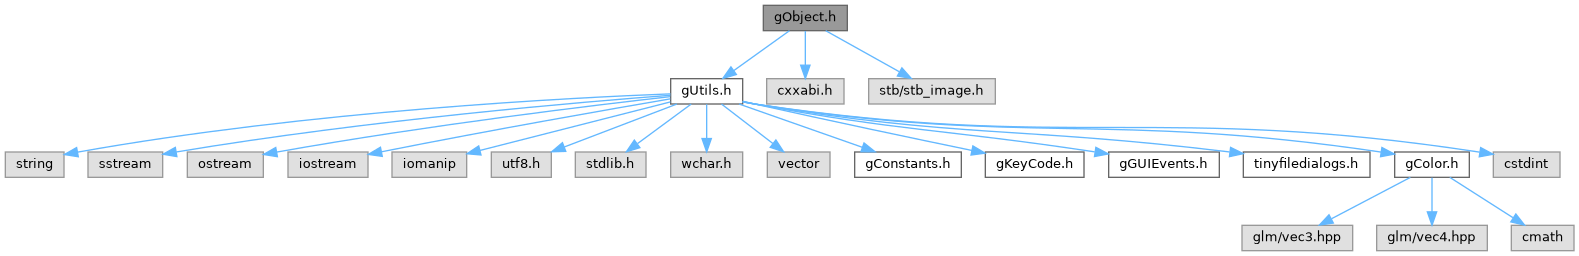 gObject.h
gUtils.h
cxxabi.h
stb/stb_image.h
string
sstream
ostream
iostream
iomanip
utf8.h
stdlib.h
wchar.h
vector
gConstants.h
gKeyCode.h
gGUIEvents.h
tinyfiledialogs.h
gColor.h
cstdint
glm/vec3.hpp
glm/vec4.hpp
cmath